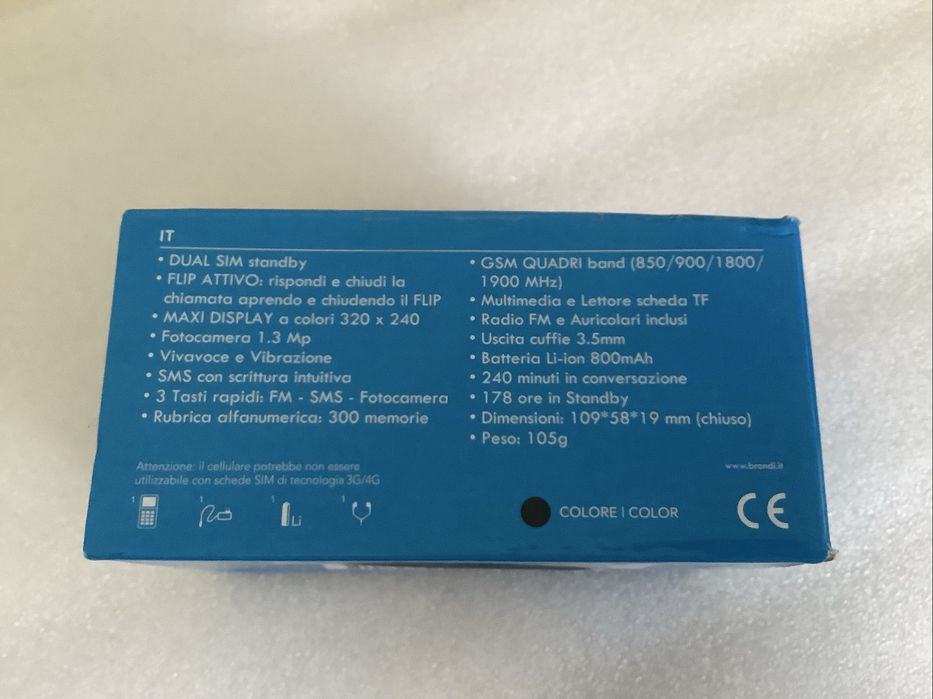 IT
• DUAL SIM standby
• FLIP ATTIVO: rispondi e chiudi la
chiamata aprendo e chiudendo il FLIP
• MAXI DISPLAY a colori 320 x 240
• Fotocamera 1.3 Mp
• Vivavoce e Vibrazione
• SMS con scrittura intuitiva
• 3 Tasti rapidi: FM - SMS - Fotocamera
• Rubrica alfanumerica: 300 memorie
• GSM QUADRI band (850/900/1800/
1900 MHz)
• Multimedia e Lettore scheda TF
• Radio FM e Auricolari inclusi
• Uscita cuffie 3.5mm
• Batteria Li-ion 800mAh
• 240 minuti in conversazione
• 178 ore in Standby
• Dimensioni: 109*58*19 mm (chiuso)
• Peso: 105g
Attenzione: il cellulare potrebbe non essere
utilizzabile con schede SIM di tecnologia 3G/4G
www.brondi.it
1 1 1 Li 1
COLORE | COLOR
CE